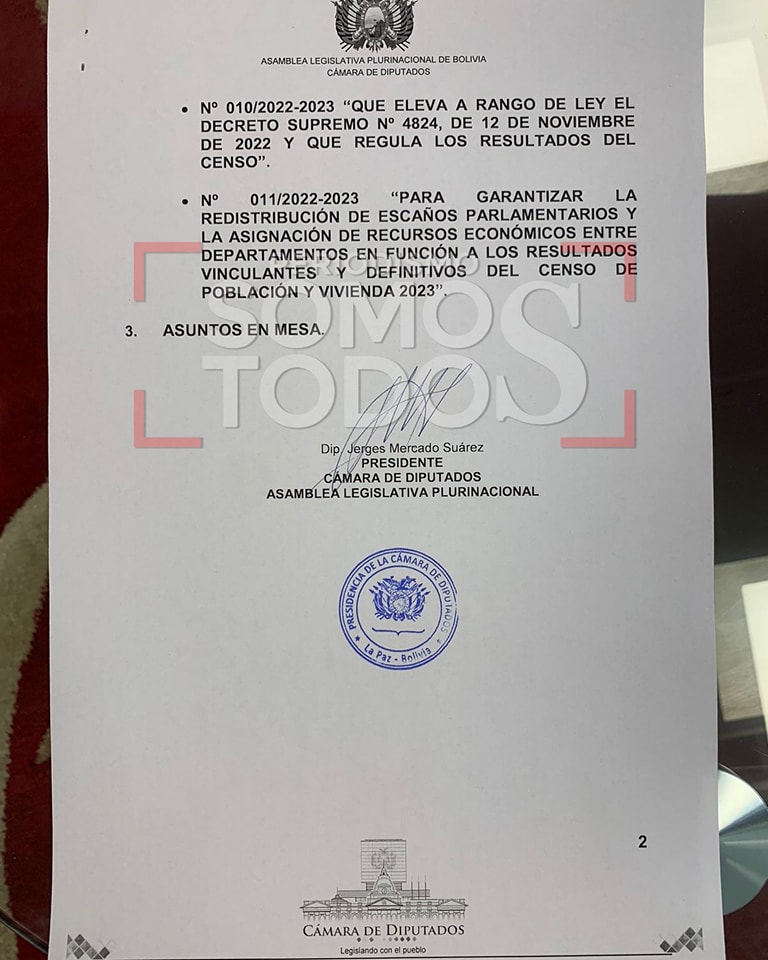 ASAMBLEA LEGISLATIVA PLURINACIONAL DE BOLIVIA
CÁMARA DE DIPUTADOS
• Nº 010/2022-2023 “QUE ELEVA A RANGO DE LEY EL
DECRETO SUPREMO Nº 4824, DE 12 DE NOVIEMBRE
DE 2022 Y QUE REGULA LOS RESULTADOS DEL
CENSO”.
• Nº 011/2022-2023 “PARA GARANTIZAR LA
REDISTRIBUCIÓN DE ESCAÑOS PARLAMENTARIOS Y
LA ASIGNACIÓN DE RECURSOS ECONÓMICOS ENTRE
DEPARTAMENTOS EN FUNCIÓN A LOS RESULTADOS
VINCULANTES Y DEFINITIVOS DEL CENSO DE
POBLACIÓN Y VIVIENDA 2023”.
PERIODISMO
SOMOS
TODOS
3. ASUNTOS EN MESA.
Dip. Jerges Mercado Suárez
PRESIDENTE
CÁMARA DE DIPUTADOS
ASAMBLEA LEGISLATIVA PLURINACIONAL
PRESIDENCIA DE LA CÁMARA DE DIPUTADOS
La Paz - Bolivia
2
CÁMARA DE DIPUTADOS
Legislando con el pueblo